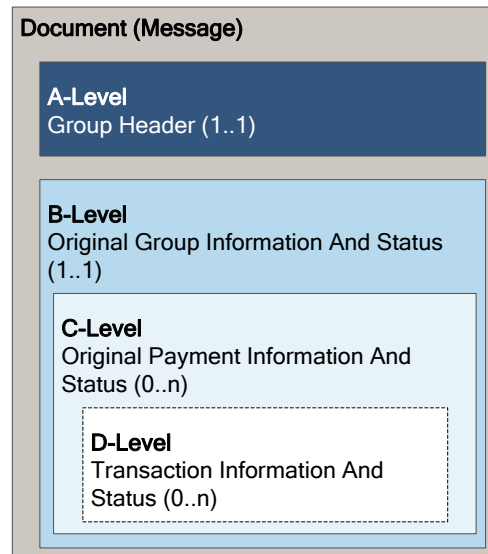 Document (Message)
A-Level
Group Header (1..1)
B-Level
Original Group Information And Status
(1..1)
C-Level
Original Payment Information And
Status (0..n)
D-Level
Transaction Information And
Status (0..n)